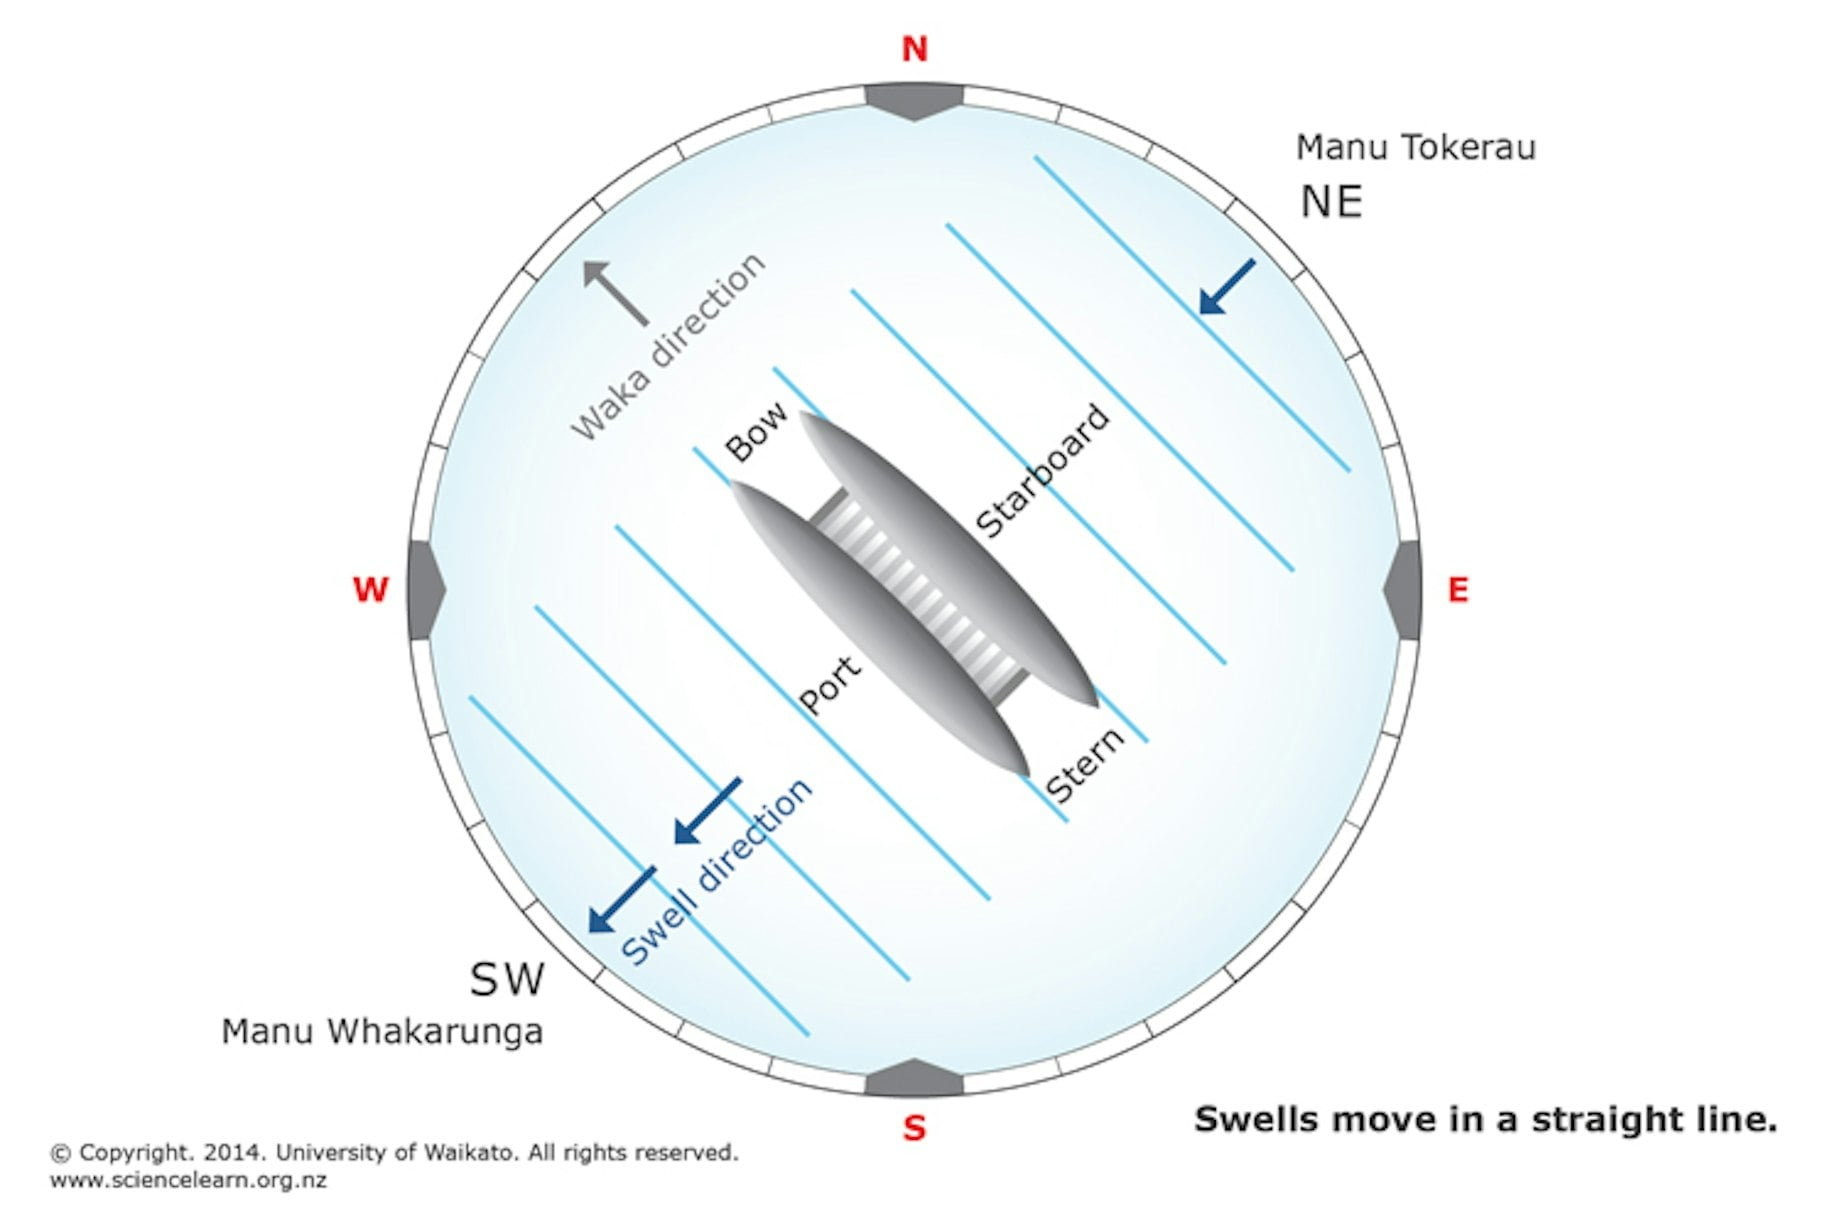 N
Manu Tokerau
NE
Waka direction
Bow
Starboard
W
E
Port
Stern
Swell direction
SW
Manu Whakarunga
S
Swells move in a straight line.
© Copyright. 2014. University of Waikato. All rights reserved.
www.sciencelearn.org.nz